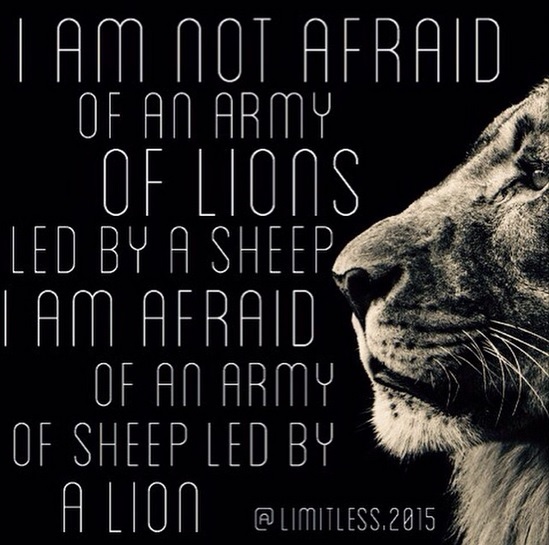 I AM NOT AFRAID
OF AN ARMY
OF LIONS
LED BY A SHEEP
I AM AFRAID
OF AN ARMY
OF SHEEP LED BY
A LION
@LIMITLESS.2015